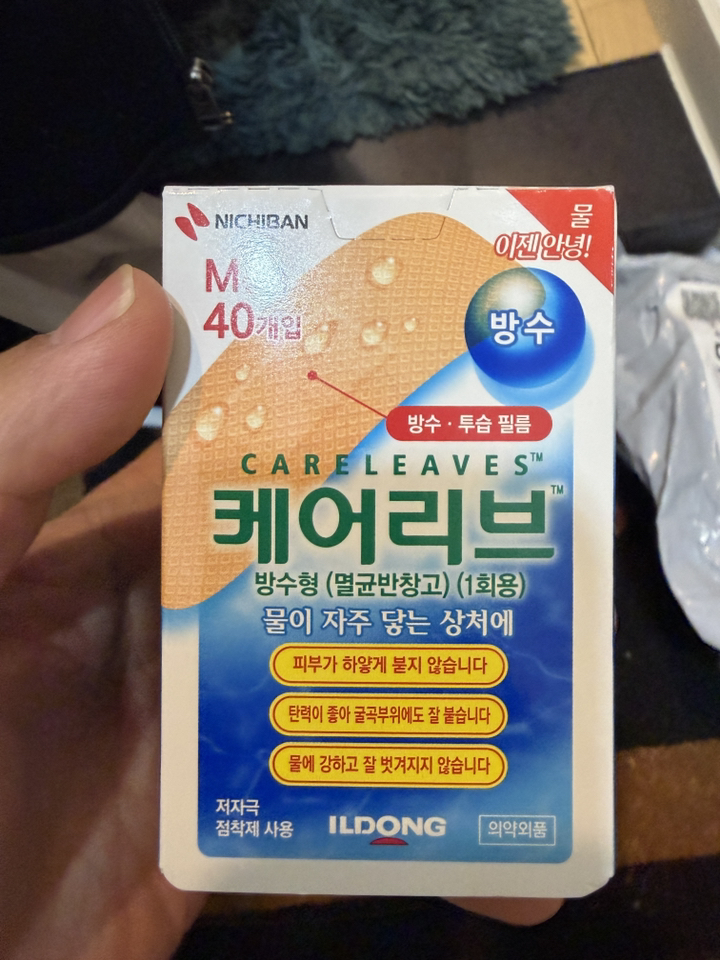 NICHIBAN
물
이젠 안녕!
M
40개입
방수
방수 · 투습 필름
CARELEAVES™
케어리브™
방수형 (멸균반창고) (1회용)
물이 자주 닿는 상처에
피부가 하얗게 붇지 않습니다
탄력이 좋아 굴곡부위에도 잘 붙습니다
물에 강하고 잘 벗겨지지 않습니다
저자극
점착제 사용
ILDONG
의약외품